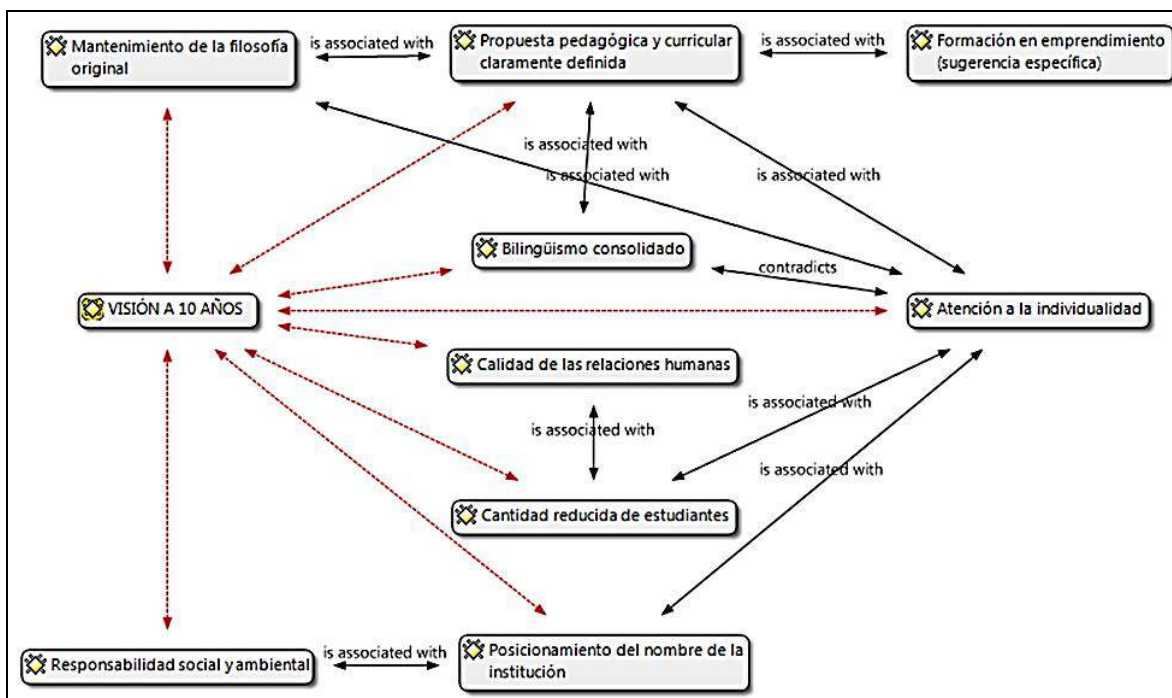 Mantenimiento de la filosofía
original
is associated with
Propuesta pedagógica y curricular
claramente definida
is associated with
Formación en emprendimiento
(sugerencia específica)
is associated with
is associated with
is associated with
Bilingüismo consolidado
contradicts
VISIÓN A 10 AÑOS
Atención a la individualidad
Calidad de las relaciones humanas
is associated with
is associated with
is associated with
Cantidad reducida de estudiantes
Responsabilidad social y ambiental
is associated with
Posicionamiento del nombre de la
institución